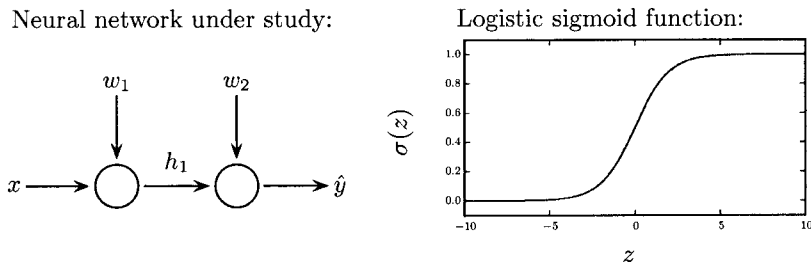 Neural network under study:
Logistic sigmoid function:
w₁
w₂
x
h₁
ŷ
σ(z)
1.0
0.8
0.6
0.4
0.2
0.0
−10
−5
0
5
10
z